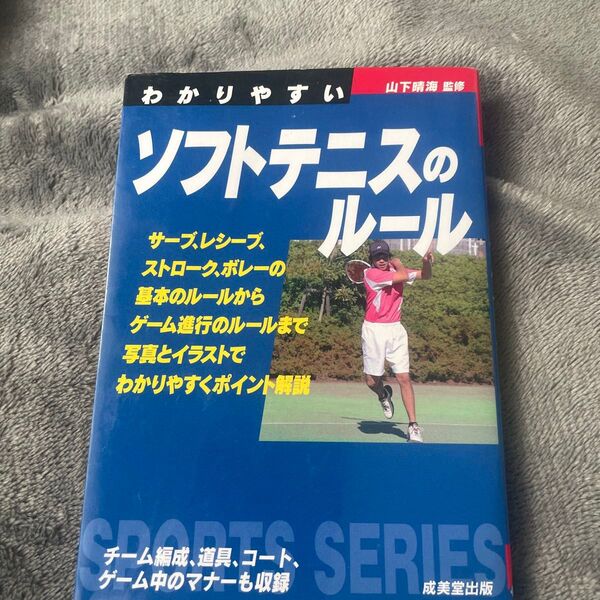 わかりやすい
山下晴海 監修
ソフトテニスの
ルール
サーブ、レシーブ、
ストローク、ボレーの
基本のルールから
ゲーム進行のルールまで
写真とイラストで
わかりやすくポイント解説
SPORTS SERIES
チーム編成、道具、コート、
ゲーム中のマナーも収録
成美堂出版